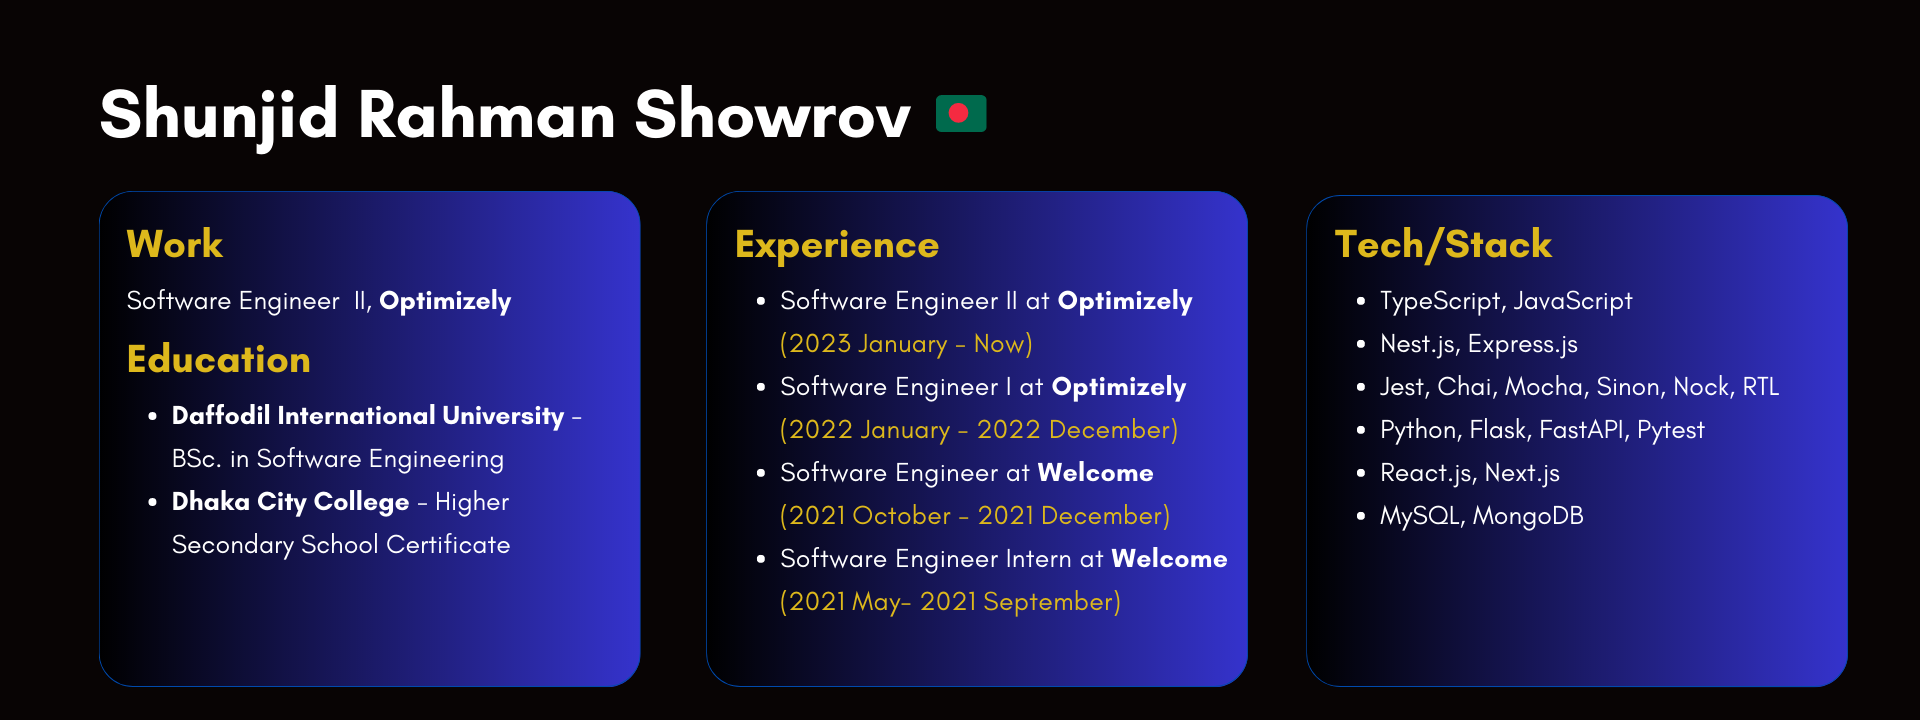 Shunjid Rahman Showrov
Work
Software Engineer II, Optimizely
Education
• Daffodil International University -
BSc. in Software Engineering
• Dhaka City College - Higher
Secondary School Certificate
Experience
• Software Engineer II at Optimizely
(2023 January - Now)
• Software Engineer I at Optimizely
(2022 January - 2022 December)
• Software Engineer at Welcome
(2021 October - 2021 December)
• Software Engineer Intern at Welcome
(2021 May- 2021 September)
Tech/Stack
• TypeScript, JavaScript
• Nest.js, Express.js
• Jest, Chai, Mocha, Sinon, Nock, RTL
• Python, Flask, FastAPI, Pytest
• React.js, Next.js
• MySQL, MongoDB